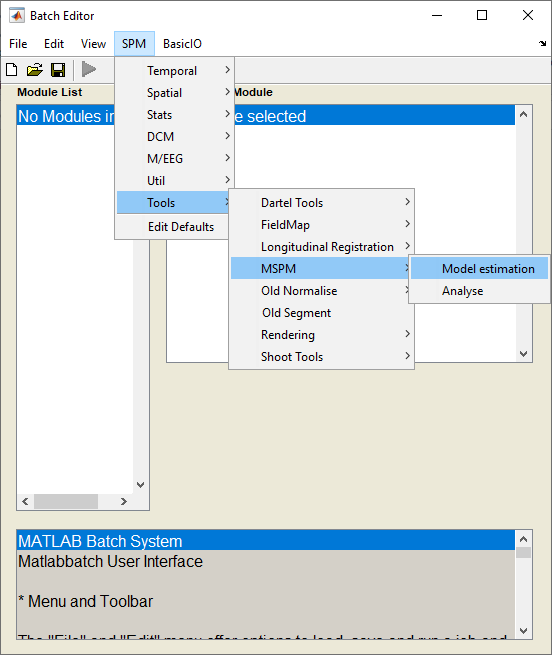 Batch Editor
File Edit View SPM BasicIO
Module List
Module
No Modules in
e selected
Temporal
Spatial
Stats
DCM
M/EEG
Util
Tools
Edit Defaults
Dartel Tools
FieldMap
Longitudinal Registration
MSPM
Old Normalise
Old Segment
Rendering
Shoot Tools
Model estimation
Analyse
MATLAB Batch System
Matlabbatch User Interface
* Menu and Toolbar
The "File" and "Edit" menu offer options to load, save and run a job and